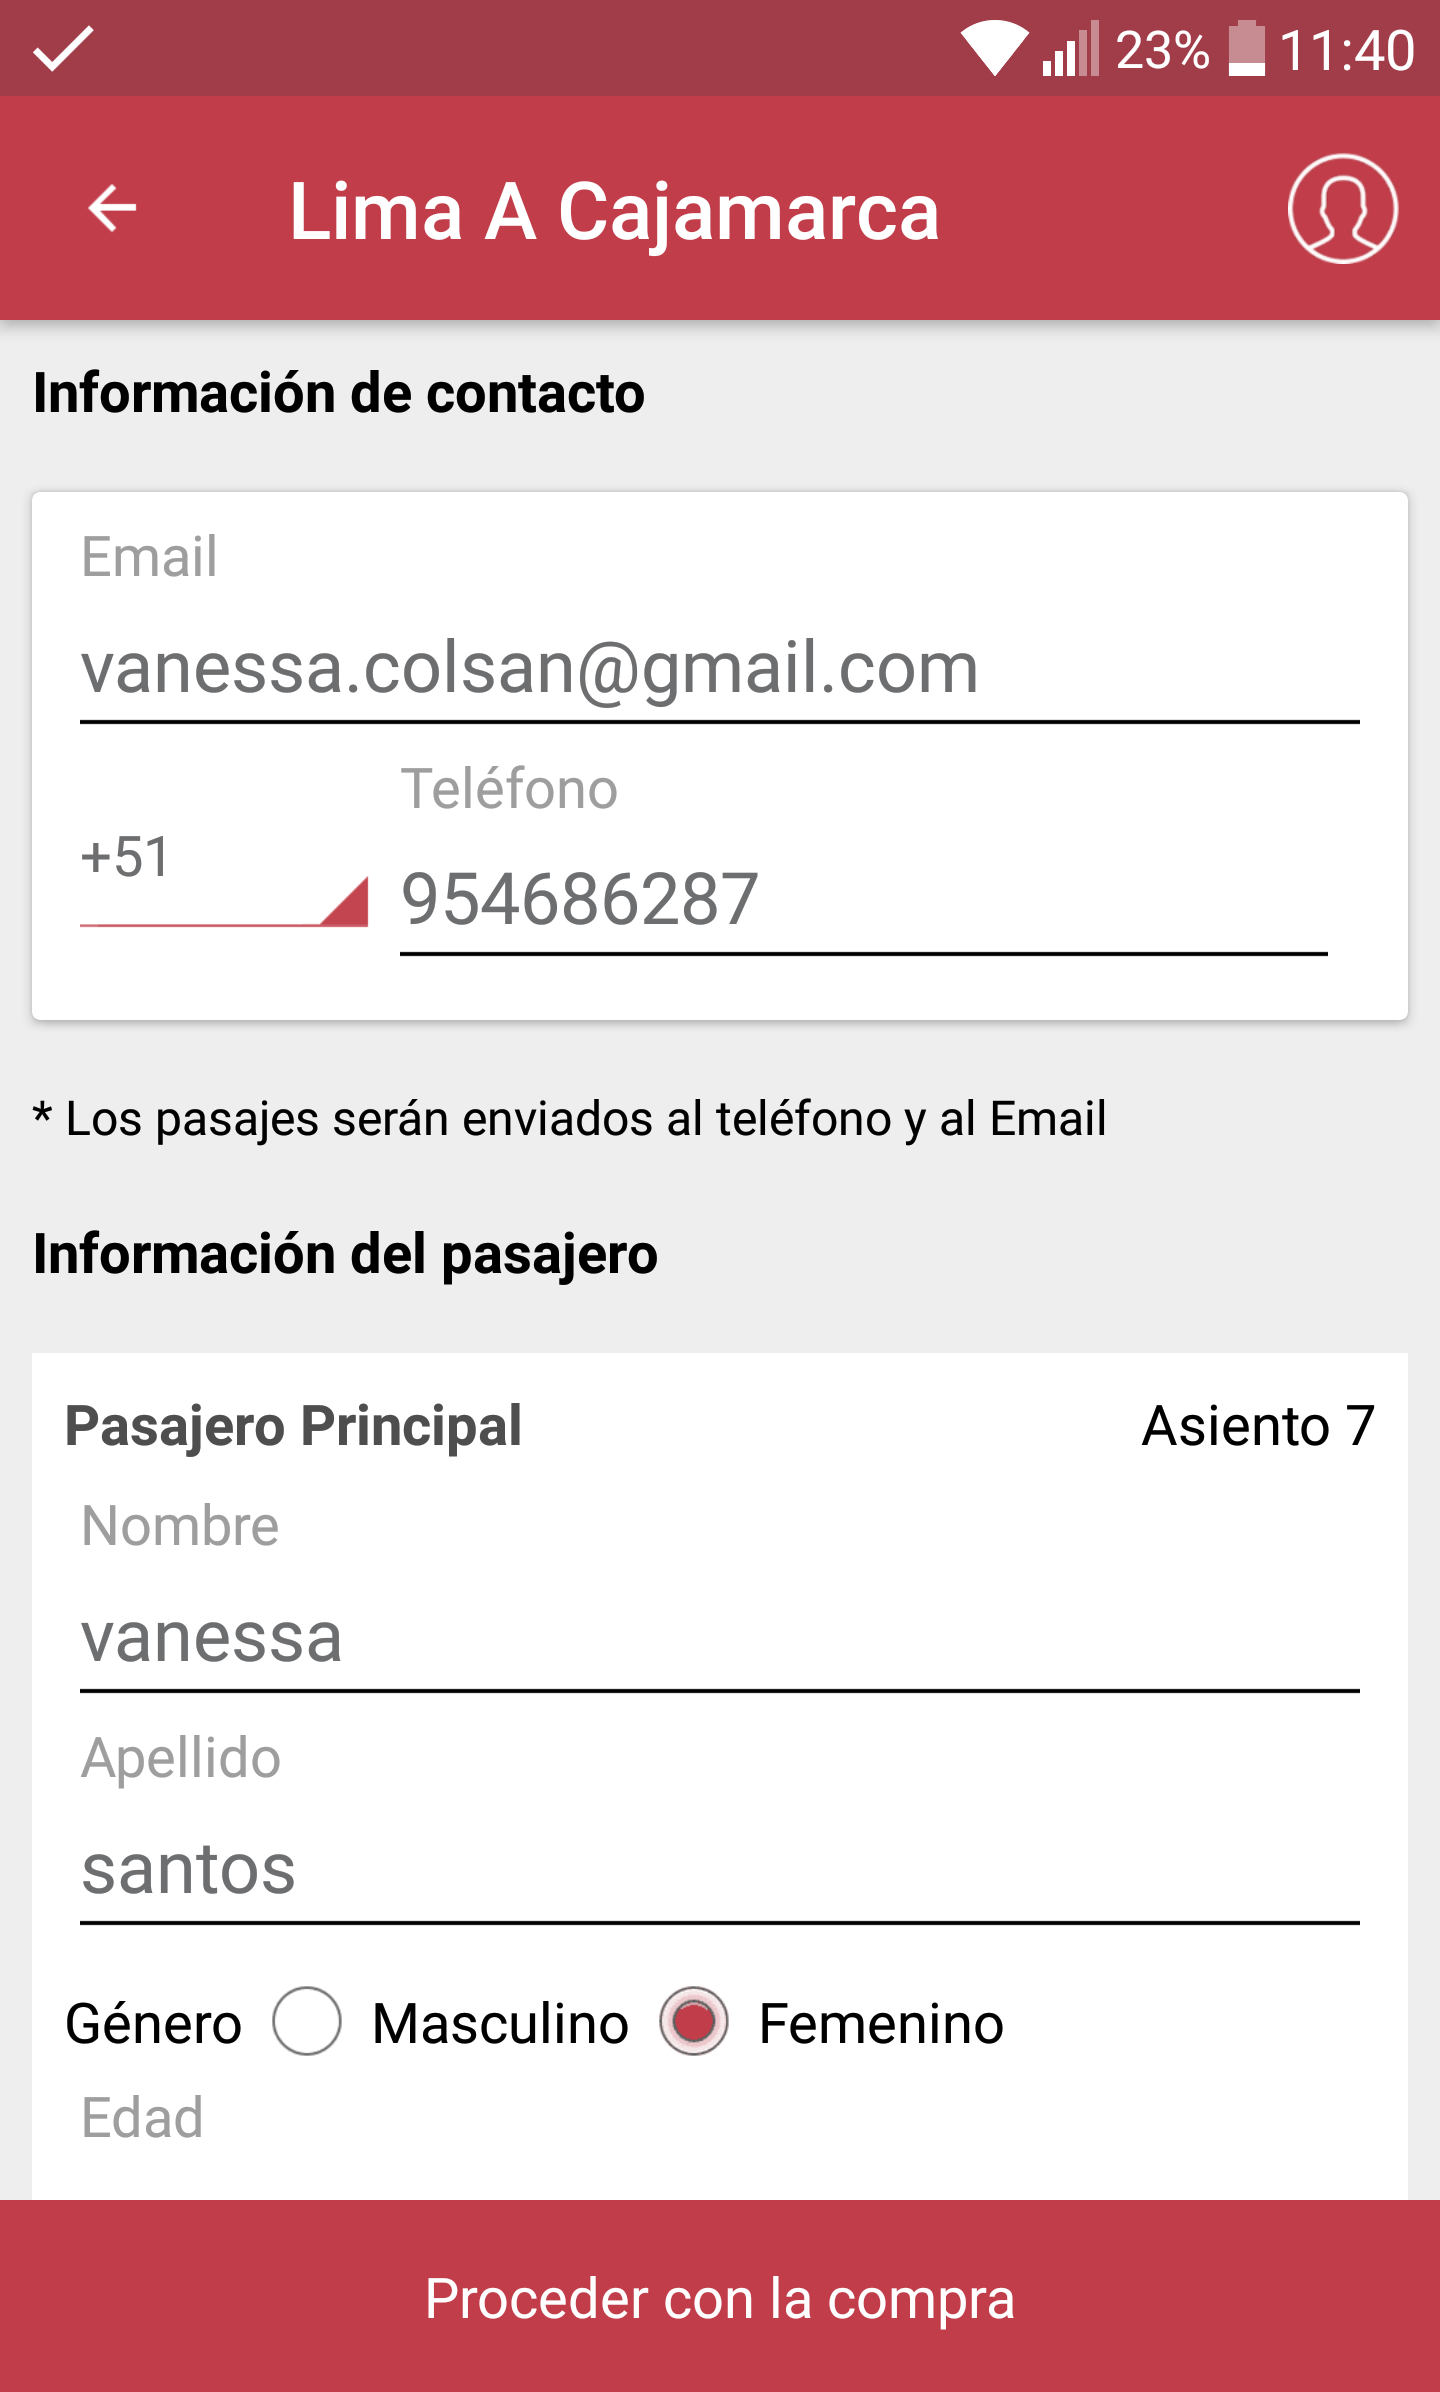 23% 11:40
Lima A Cajamarca
Información de contacto
Email
vanessa.colsan@gmail.com
Teléfono
+51
954686287
* Los pasajes serán enviados al teléfono y al Email
Información del pasajero
Pasajero Principal Asiento 7
Nombre
vanessa
Apellido
santos
Género Masculino Femenino
Edad
Proceder con la compra